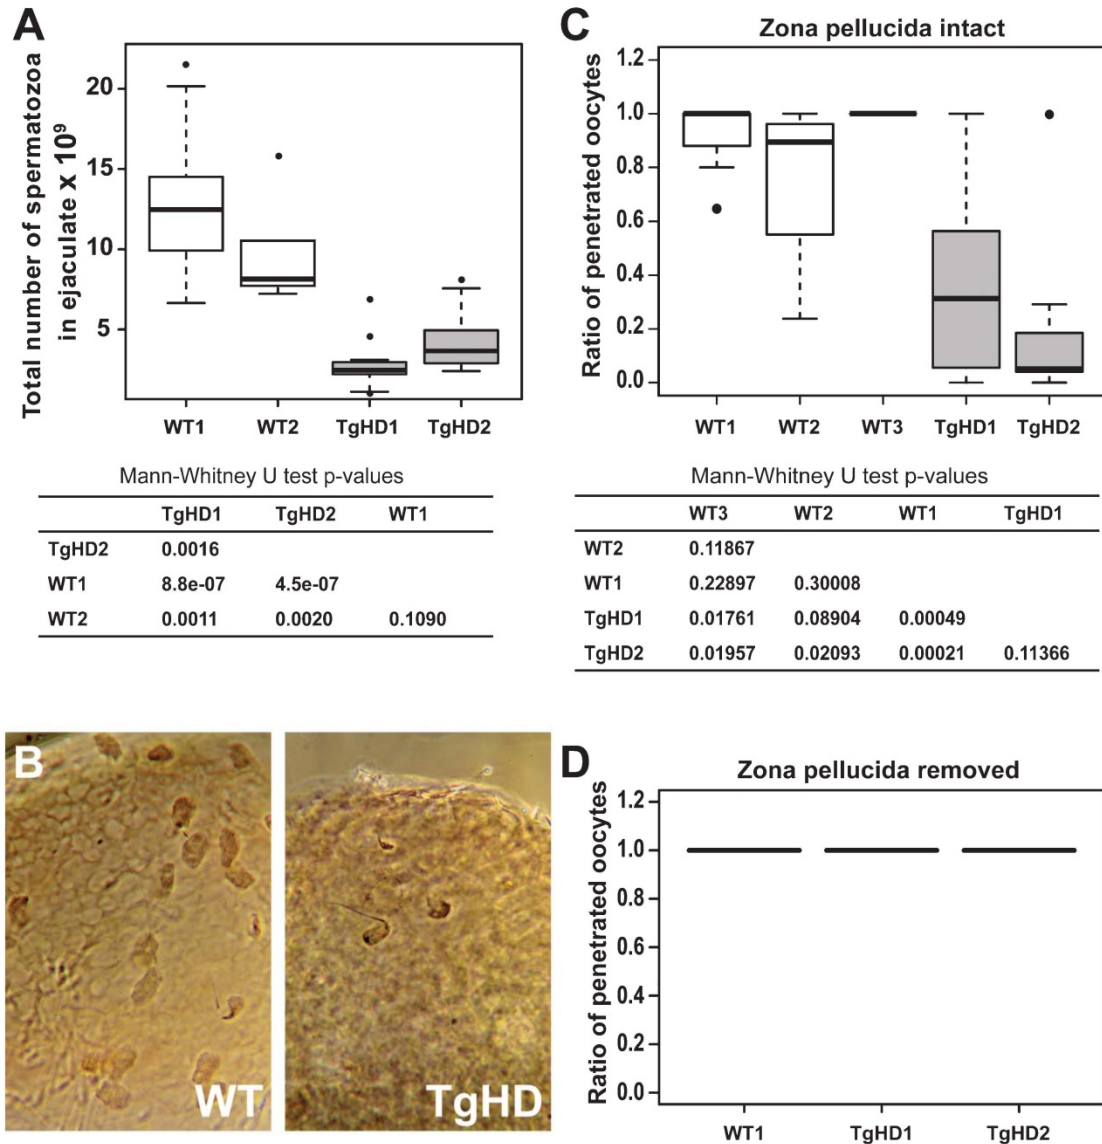 A
Total number of spermatozoa
in ejaculate x 10⁹
20
15
10
5
WT1 WT2 TgHD1 TgHD2
Mann-Whitney U test p-values
TgHD1 TgHD2 WT1
TgHD2 0.0016
WT1 8.8e-07 4.5e-07
WT2 0.0011 0.0020 0.1090
C
Zona pellucida intact
Ratio of penetrated oocytes
1.2
1.0
0.8
0.6
0.4
0.2
0.0
WT1 WT2 WT3 TgHD1 TgHD2
Mann-Whitney U test p-values
WT3 WT2 WT1 TgHD1
WT2 0.11867
WT1 0.22897 0.30008
TgHD1 0.01761 0.08904 0.00049
TgHD2 0.01957 0.02093 0.00021 0.11366
B
WT
TgHD
D
Zona pellucida removed
Ratio of penetrated oocytes
1.2
1.0
0.8
0.6
0.4
0.2
0.0
WT1 TgHD1 TgHD2